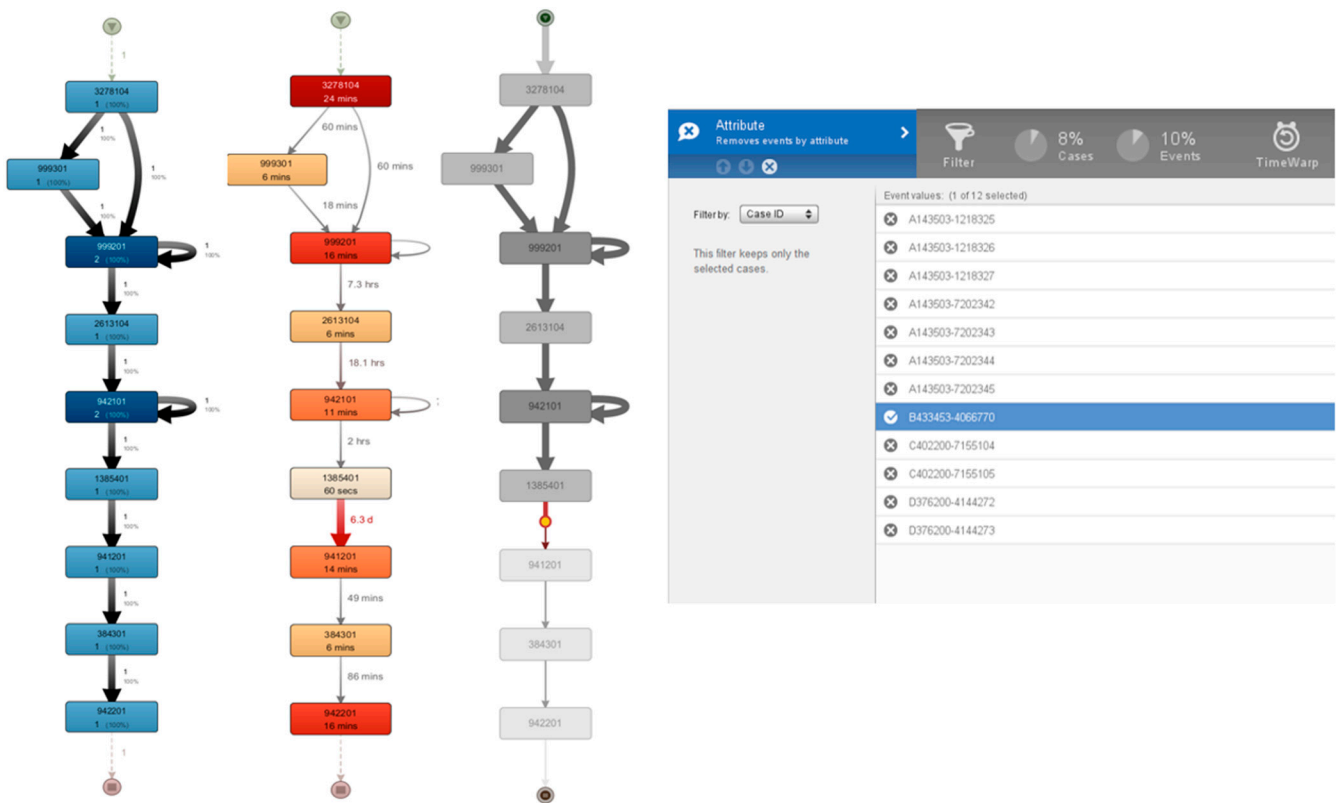 1
3278104
1 (100%)
1
100%
999301
1 (100%)
1
100%
1
100%
999201
2 (100%)
1
100%
1
100%
2613104
1 (100%)
1
100%
942101
2 (100%)
1
100%
1
100%
1385401
1 (100%)
1
100%
941201
1 (100%)
1
100%
384301
1 (100%)
1
100%
942201
1 (100%)
1
3278104
24 mins
60 mins
999301
6 mins
60 mins
18 mins
999201
16 mins
7.3 hrs
2613104
6 mins
18.1 hrs
942101
11 mins
2 hrs
1385401
60 secs
6.3 d
941201
14 mins
49 mins
384301
6 mins
86 mins
942201
16 mins
3278104
999301
999201
2613104
942101
1385401
941201
384301
942201
Attribute
Removes events by attribute
Filter
8%
Cases
10%
Events
TimeWarp
Filter by: Case ID
This filter keeps only the
selected cases.
Event values: (1 of 12 selected)
A143503-1218325
A143503-1218326
A143503-1218327
A143503-7202342
A143503-7202343
A143503-7202344
A143503-7202345
B433453-4066770
C402200-7155104
C402200-7155105
D376200-4144272
D376200-4144273